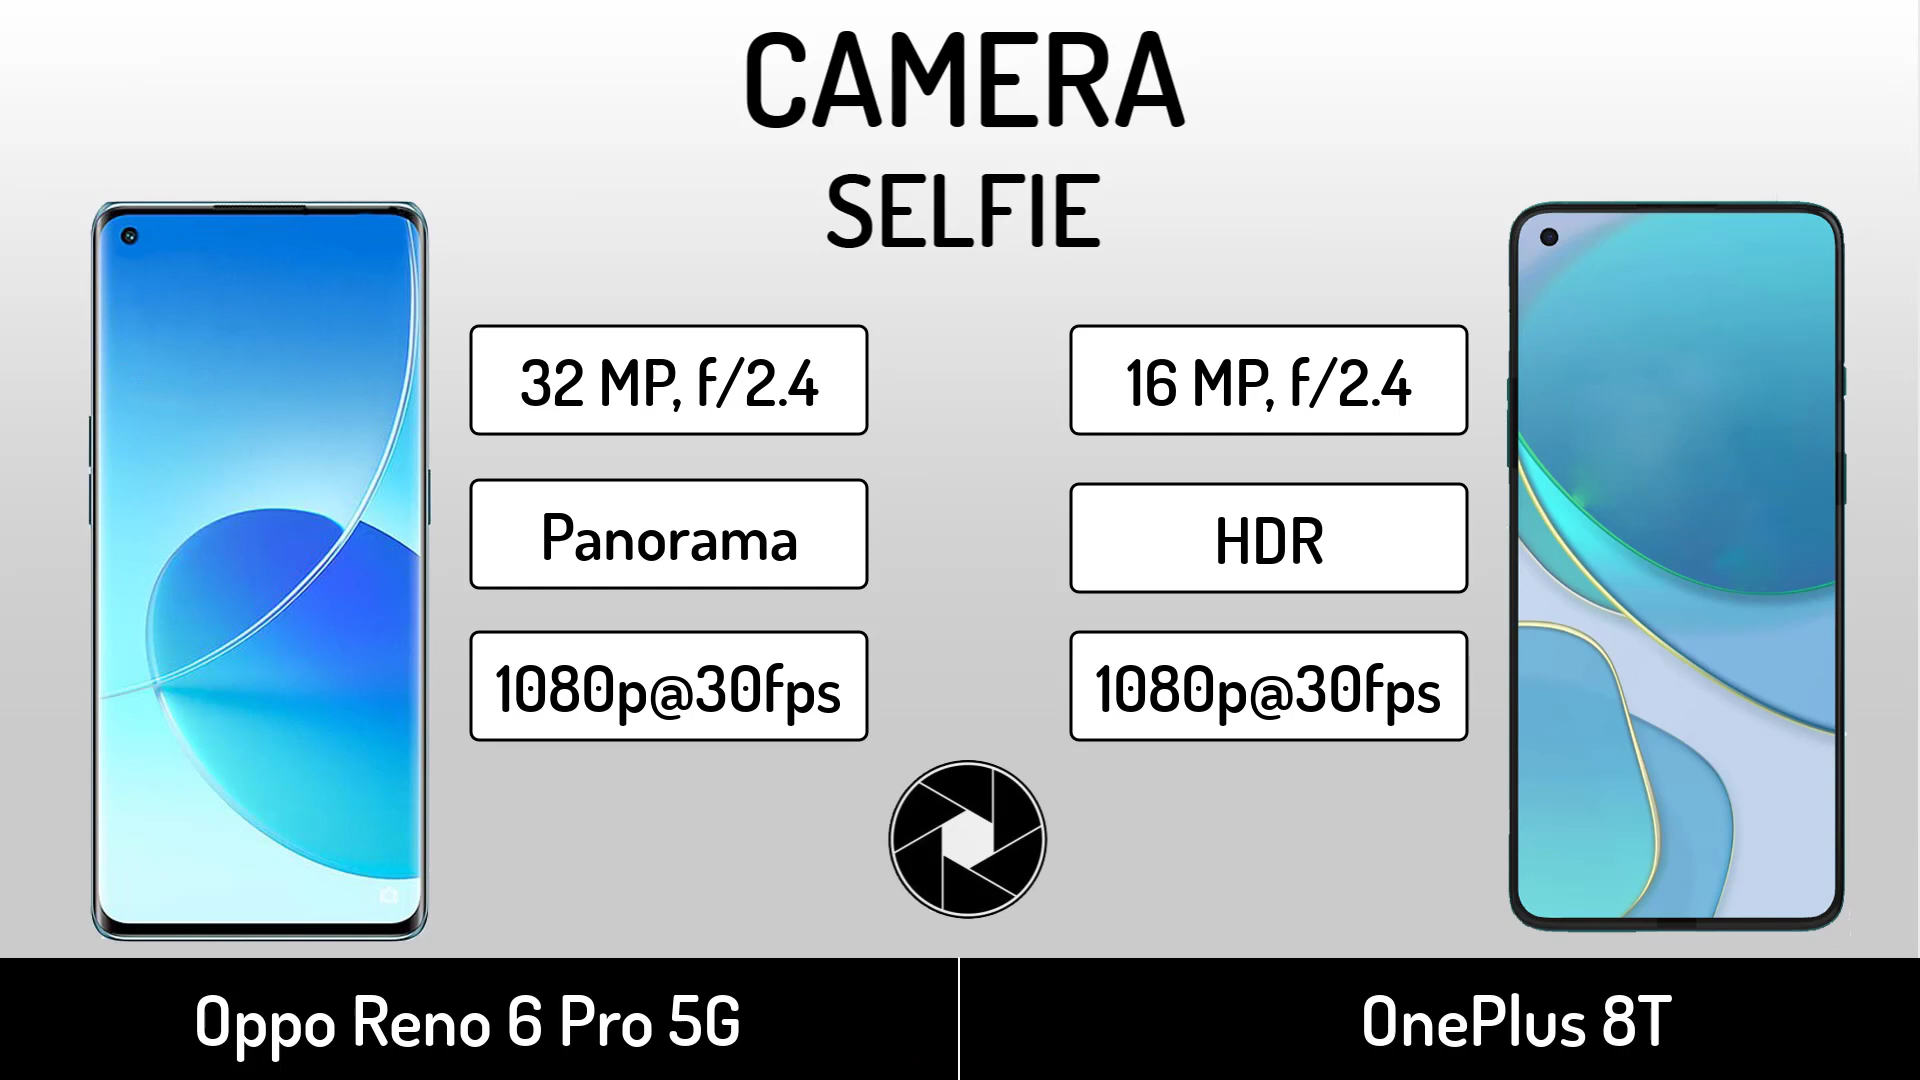 CAMERA
SELFIE
32 MP, f/2.4
16 MP, f/2.4
Panorama
HDR
1080p@30fps
1080p@30fps
Oppo Reno 6 Pro 5G
OnePlus 8T